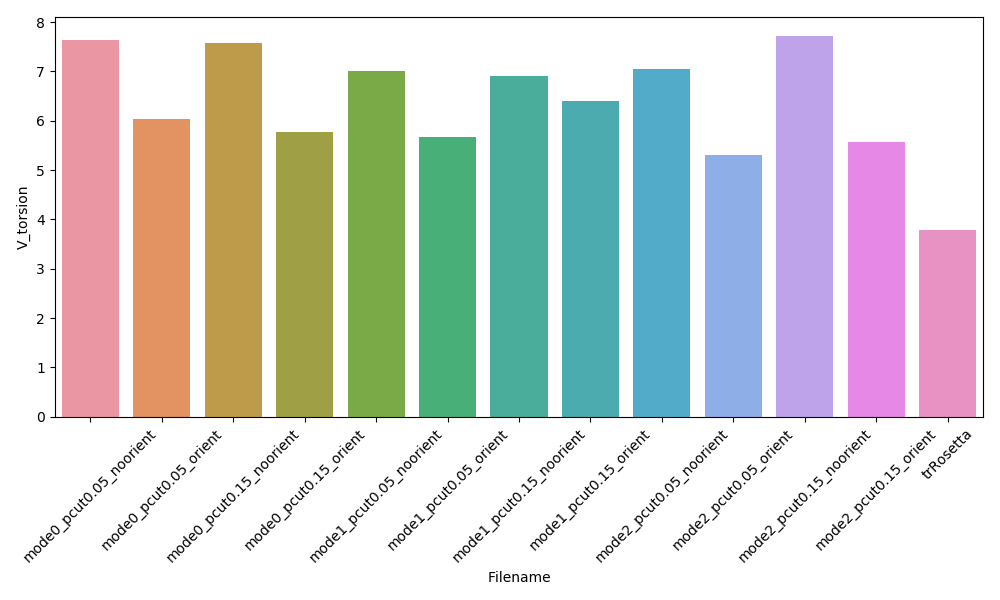 8
7
6
5
4
3
2
1
0
V_torsion
mode0_pcut0.05_noorient
mode0_pcut0.05_orient
mode0_pcut0.15_noorient
mode0_pcut0.15_orient
mode1_pcut0.05_noorient
mode1_pcut0.05_orient
mode1_pcut0.15_noorient
mode1_pcut0.15_orient
mode2_pcut0.05_noorient
mode2_pcut0.05_orient
mode2_pcut0.15_noorient
mode2_pcut0.15_orient
trRosetta
Filename